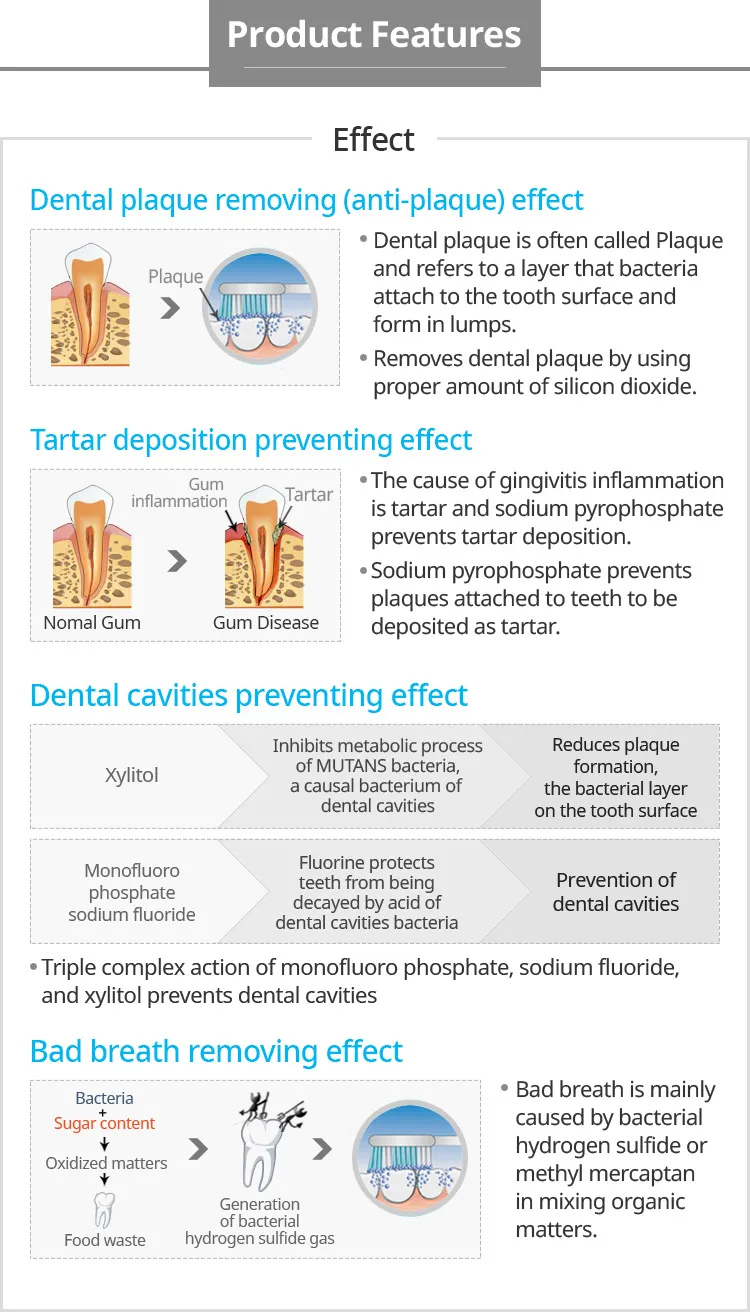 Product Features
Effect
Dental plaque removing (anti-plaque) effect
Plaque
• Dental plaque is often called Plaque
and refers to a layer that bacteria
attach to the tooth surface and
form in lumps.
• Removes dental plaque by using
proper amount of silicon dioxide.
Tartar deposition preventing effect
Gum
inflammation
Tartar
Nomal Gum
Gum Disease
• The cause of gingivitis inflammation
is tartar and sodium pyrophosphate
prevents tartar deposition.
• Sodium pyrophosphate prevents
plaques attached to teeth to be
deposited as tartar.
Dental cavities preventing effect
Xylitol
Inhibits metabolic process
of MUTANS bacteria,
a causal bacterium of
dental cavities
Reduces plaque
formation,
the bacterial layer
on the tooth surface
Monofluoro
phosphate
sodium fluoride
Fluorine protects
teeth from being
decayed by acid of
dental cavities bacteria
Prevention of
dental cavities
• Triple complex action of monofluoro phosphate, sodium fluoride,
and xylitol prevents dental cavities
Bad breath removing effect
Bacteria
+
Sugar content
Oxidized matters
Food waste
Generation
of bacterial
hydrogen sulfide gas
• Bad breath is mainly
caused by bacterial
hydrogen sulfide or
methyl mercaptan
in mixing organic
matters.